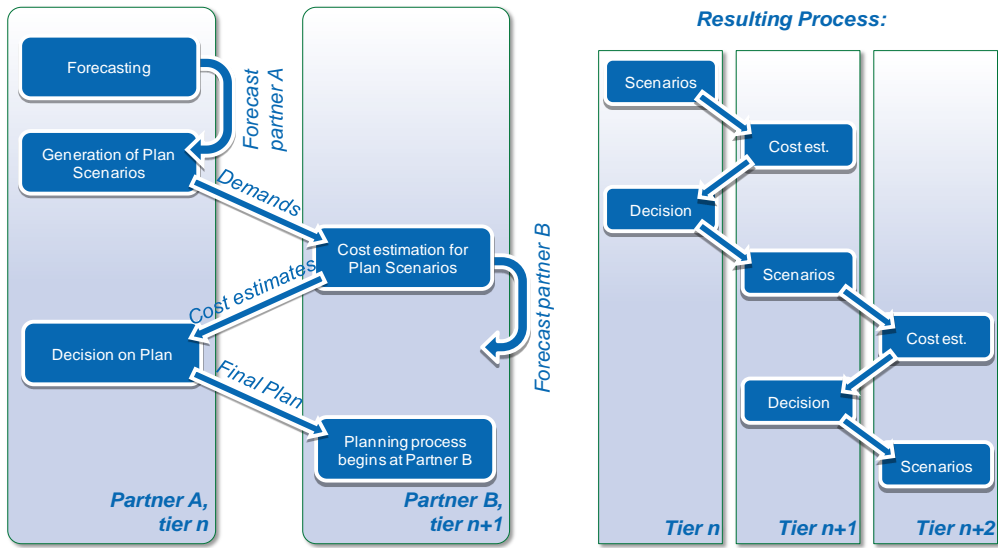 Forecasting
Forecast
partner A
Generation of Plan
Scenarios
Demands
Cost estimation for
Plan Scenarios
Cost estimates
Forecast partner B
Decision on Plan
Final Plan
Planning process
begins at Partner B
Partner A,
tier n
Partner B,
tier n+1
Resulting Process:
Scenarios
Cost est.
Decision
Scenarios
Cost est.
Decision
Scenarios
Tier n
Tier n+1
Tier n+2